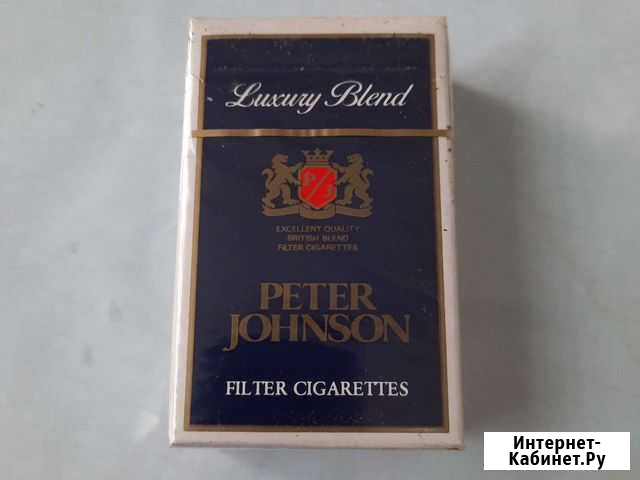 Luxury Blend
P/J
EXCELLENT QUALITY
BRITISH BLEND
FILTER CIGARETTES
PETER
JOHNSON
FILTER CIGARETTES
Интернет-
Кабинет.Ру